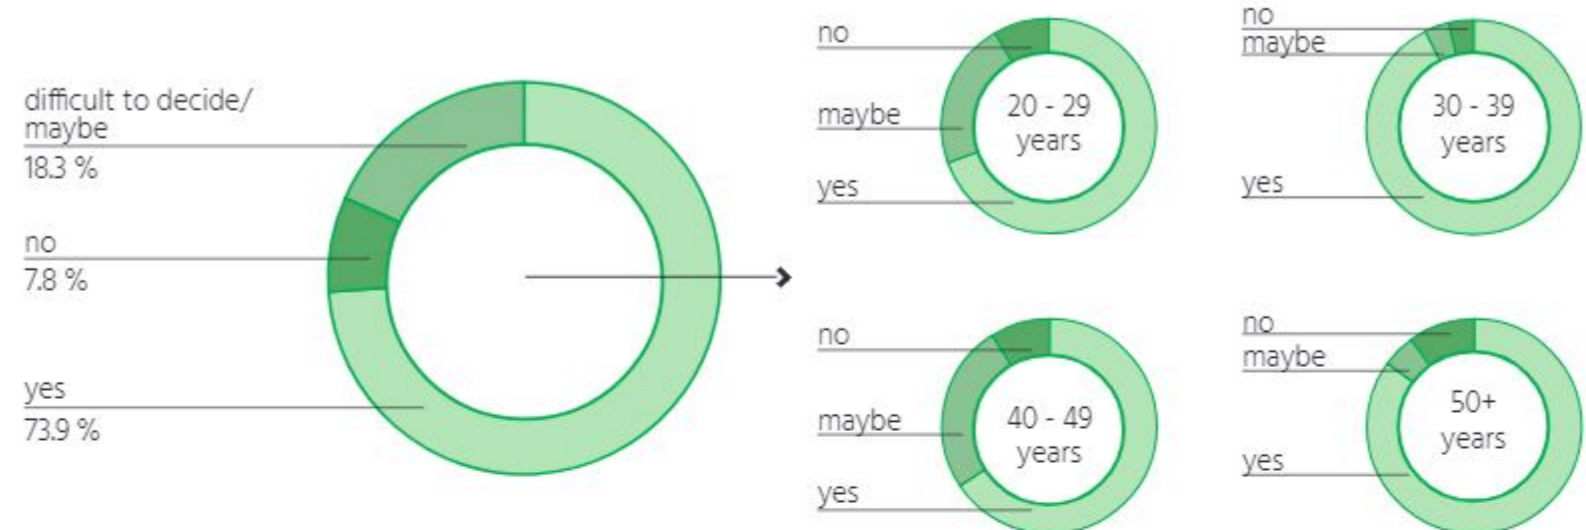 difficult to decide/
maybe
18.3 %
no
7.8 %
yes
73.9 %
no
maybe
yes
20 - 29
years
no
maybe
yes
30 - 39
years
no
maybe
yes
40 - 49
years
no
maybe
yes
50+
years